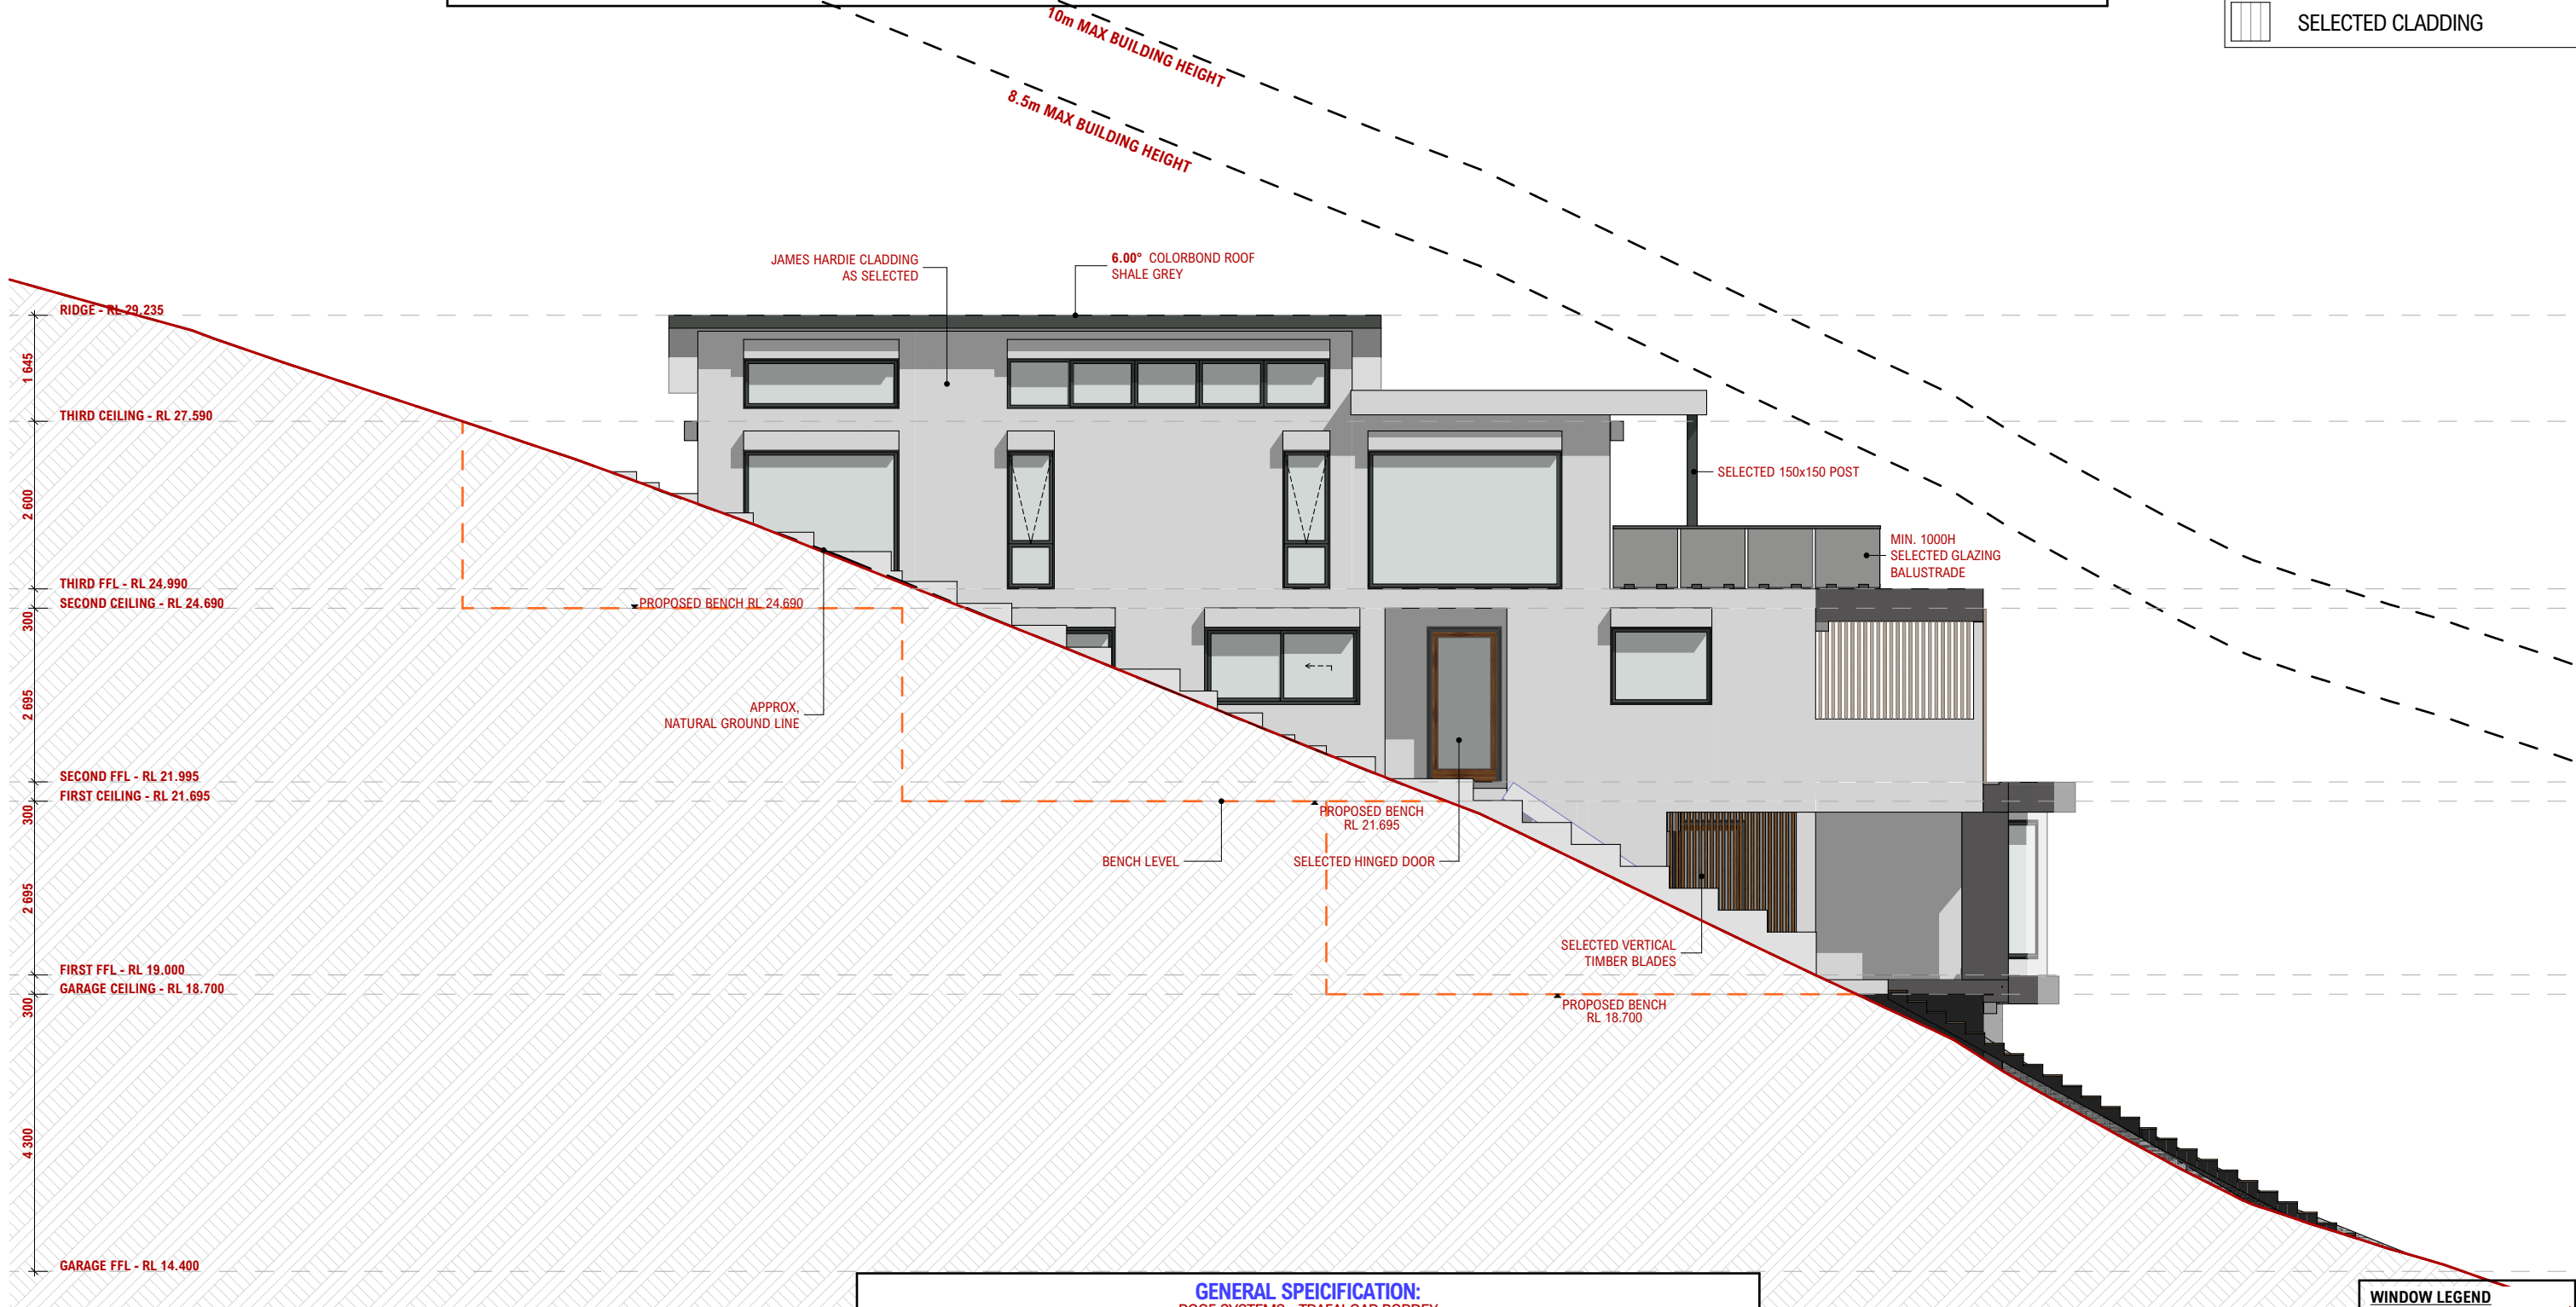 SELECTED CLADDING
10m MAX BUILDING HEIGHT
8.5m MAX BUILDING HEIGHT
JAMES HARDIE CLADDING
AS SELECTED
6.00° COLORBOND ROOF
SHALE GREY
RIDGE - RL 29.235
1 645
THIRD CEILING - RL 27.590
2 600
SELECTED 150x150 POST
MIN. 1000H
SELECTED GLAZING
BALUSTRADE
THIRD FFL - RL 24.990
SECOND CEILING - RL 24.690
300
PROPOSED BENCH RL 24.690
2 695
APPROX,
NATURAL GROUND LINE
SECOND FFL - RL 21.995
FIRST CEILING - RL 21.695
300
PROPOSED BENCH
RL 21.695
BENCH LEVEL
SELECTED HINGED DOOR
2 695
SELECTED VERTICAL
TIMBER BLADES
FIRST FFL - RL 19.000
GARAGE CEILING - RL 18.700
300
PROPOSED BENCH
RL 18.700
4 300
GARAGE FFL - RL 14.400
GENERAL SPEICIFICATION:
ROOF SYSTEMS - TRAFALGAR BORREY
WINDOW LEGEND